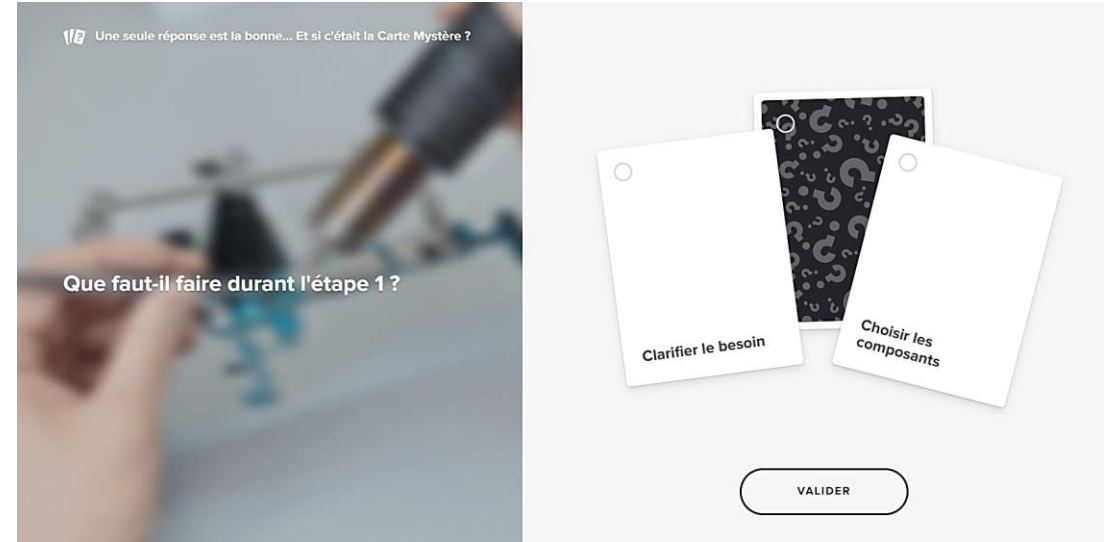 Une seule réponse est la bonne... Et si c'était la Carte Mystère ?
Que faut-il faire durant l'étape 1 ?
Clarifier le besoin
Choisir les
composants
VALIDER